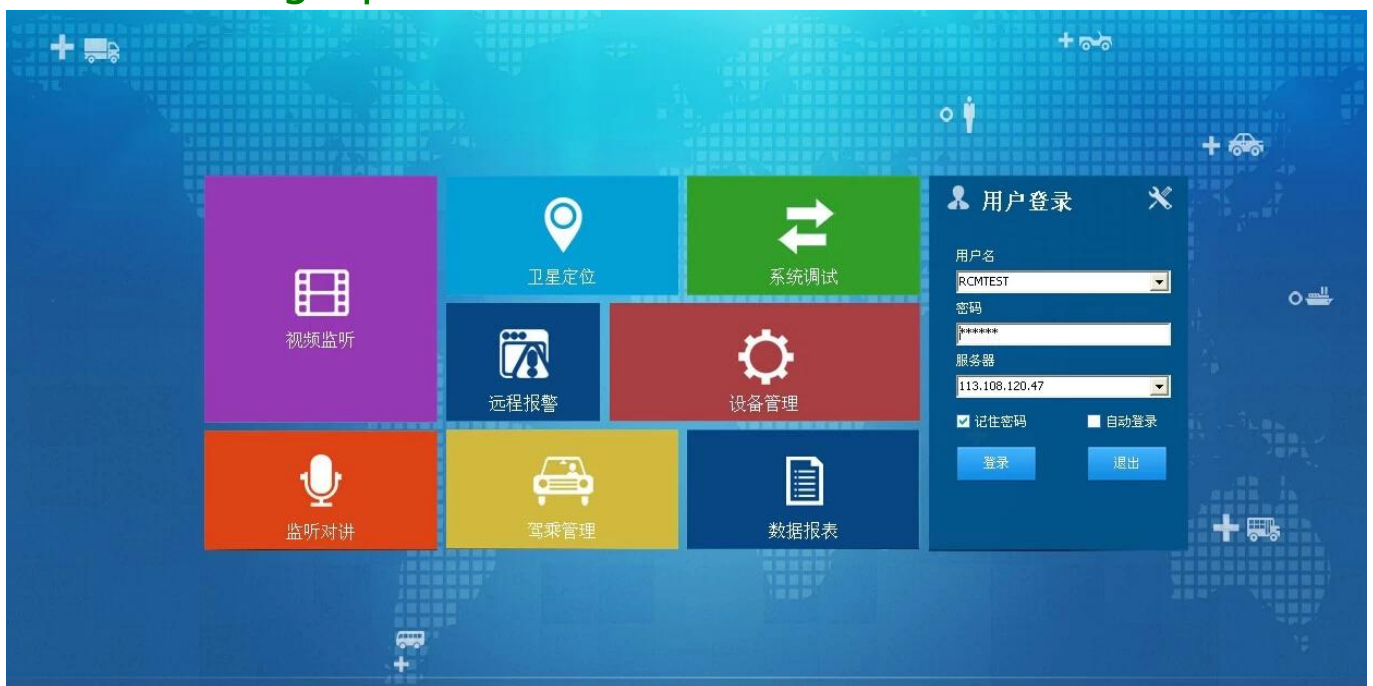 卫星定位
系统调试
视频监听
远程报警
设备管理
监听对讲
驾乘管理
数据报表
用户登录
用户名
RCMTEST
密码
******
服务器
113.108.120.47
记住密码
自动登录
登录
退出